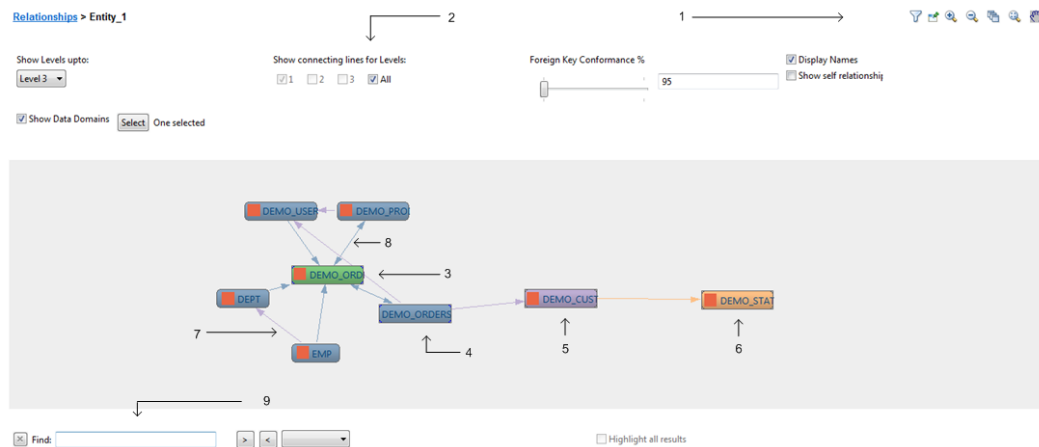 Relationships > Entity_1
2
1
Show Levels upto:
Show connecting lines for Levels:
Foreign Key Conformance %
Display Names
Level 3
1 2 3 All
95
Show self relationship
Show Data Domains Select One selected
DEMO_USER
DEMO_PRO
8
DEMO_ORD
3
DEPT
DEMO_CUST
DEMO_STAT
DEMO_ORDERS
7
EMP
4
5
6
9
Find: > <
Highlight all results